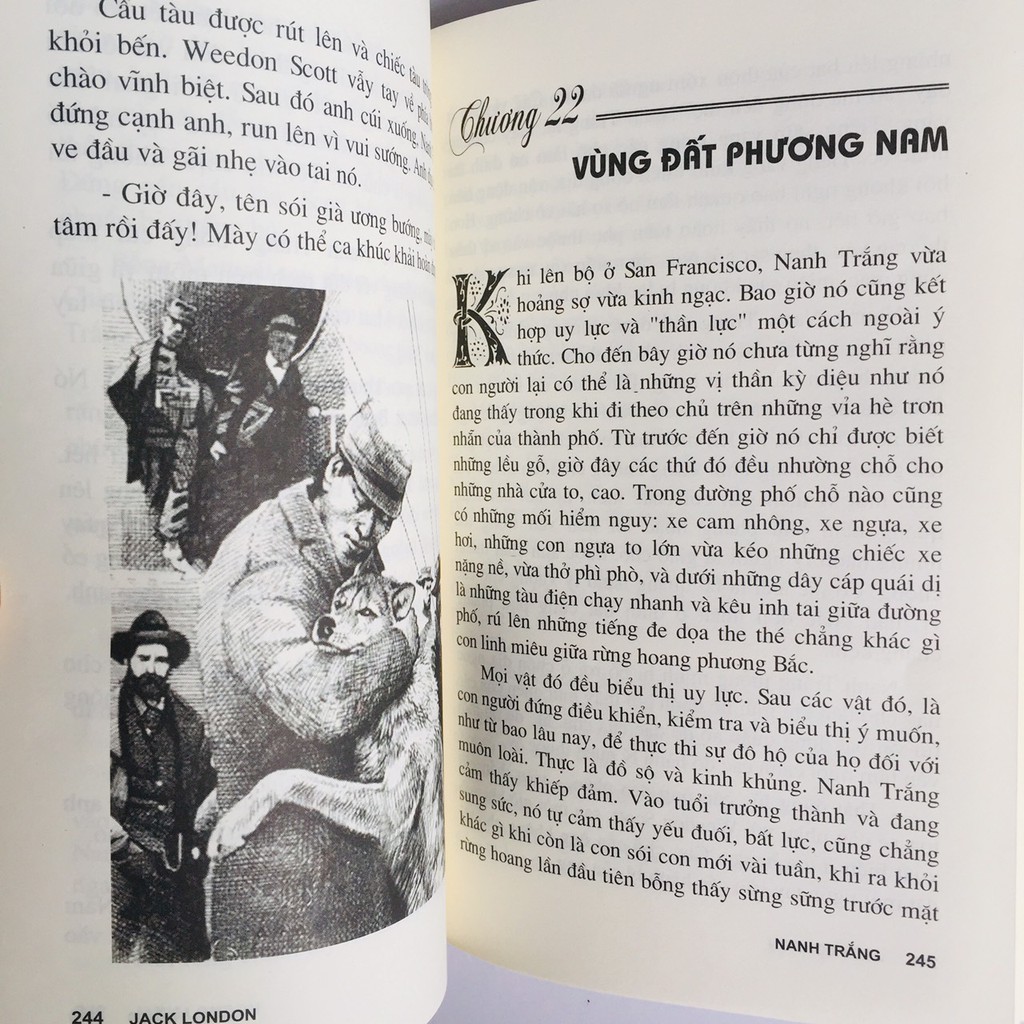 Cầu tàu được rút lên và chiếc tàu
khỏi bến. Weedon Scott vẫy tay về phía
chào vĩnh biệt. Sau đó anh cúi xuống,
đứng cạnh anh, run lên vì vui sướng. Anh
ve đầu và gãi nhẹ vào tai nó.
- Giờ đây, tên sói già ương bướng,
tâm rồi đấy! Mày có thể ca khúc khải hoàn
244 JACK LONDON
Chương 22
VÙNG ĐẤT PHƯƠNG NAM
Khi lên bộ ở San Francisco, Nanh Trắng vừa
hoảng sợ vừa kinh ngạc. Bao giờ nó cũng kết
hợp uy lực và "thần lực" một cách ngoài ý
thức. Cho đến bây giờ nó chưa từng nghĩ rằng
con người lại có thể là những vị thần kỳ diệu như nó
đang thấy trong khi đi theo chủ trên những vỉa hè trơn
nhẵn của thành phố. Từ trước đến giờ nó chỉ được biết
những lều gỗ, giờ đây các thứ đó đều nhường chỗ cho
những nhà cửa to, cao. Trong đường phố chỗ nào cũng
có những mối hiểm nguy: xe cam nhông, xe ngựa, xe
hơi, những con ngựa to lớn vừa kéo những chiếc xe
nặng nề, vừa thở phì phò, và dưới những dây cáp quái dị
là những tàu điện chạy nhanh và kêu inh tai giữa đường
phố, rú lên những tiếng đe dọa the thé chẳng khác gì
con linh miêu giữa rừng hoang phương Bắc.
Mọi vật đó đều biểu thị uy lực. Sau các vật đó, là
con người đứng điều khiển, kiểm tra và biểu thị ý muốn,
như từ bao lâu nay, để thực thi sự đô hộ của họ đối với
muôn loài. Thực là đồ sộ và kinh khủng. Nanh Trắng
cảm thấy khiếp đảm. Vào tuổi trưởng thành và đang
sung sức, nó tự cảm thấy yếu đuối, bất lực, cũng chẳng
khác gì khi còn là con sói con mới vài tuần, khi ra khỏi
rừng hoang lần đầu tiên bỗng thấy sừng sững trước mặt
NANH TRẮNG 245